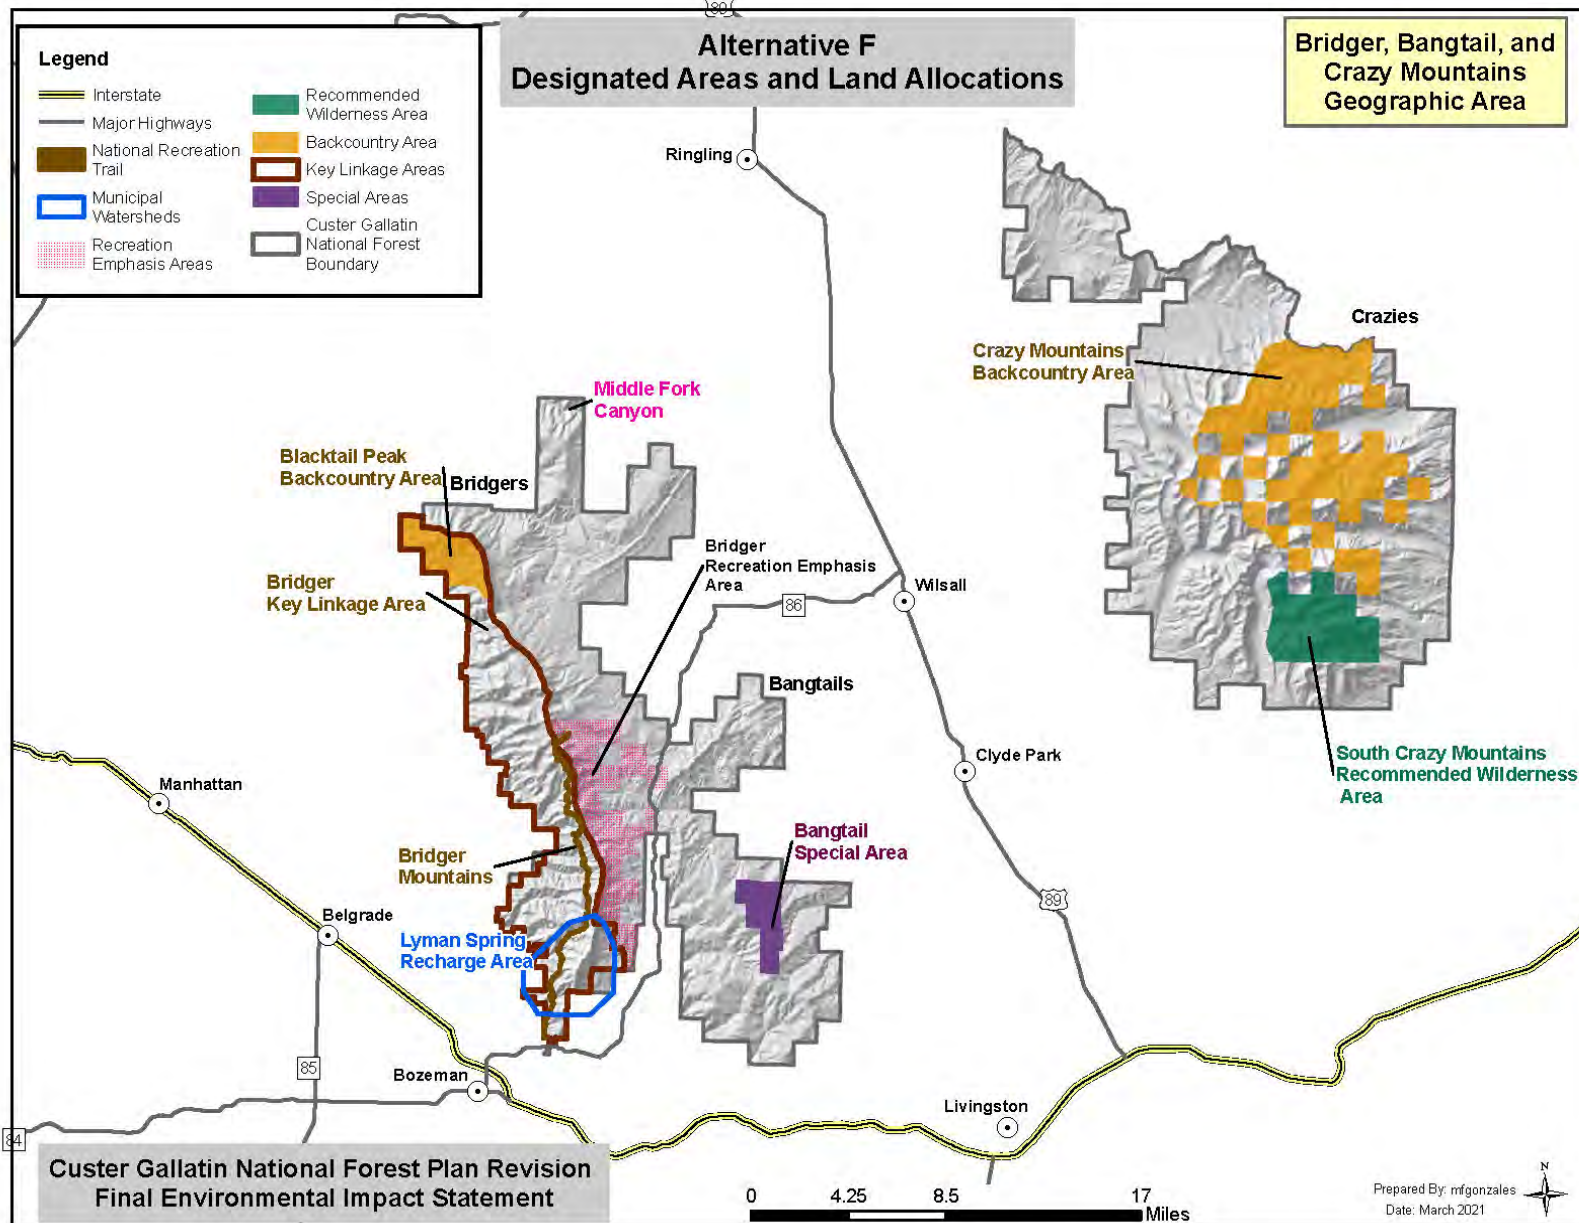 89
Alternative F
Designated Areas and Land Allocations
Bridger, Bangtail, and
Crazy Mountains
Geographic Area
Legend
Interstate
Major Highways
National Recreation
Trail
Municipal
Watersheds
Recreation
Emphasis Areas
Recommended
Wilderness Area
Backcountry Area
Key Linkage Areas
Special Areas
Custer Gallatin
National Forest
Boundary
Ringling
Crazies
Crazy Mountains
Backcountry Area
Middle Fork
Canyon
Blacktail Peak
Backcountry Area
Bridgers
Bridger
Recreation Emphasis
Area
Bridger
Key Linkage Area
86
Wilsall
Bangtails
Clyde Park
South Crazy Mountains
Recommended Wilderness
Area
Manhattan
Bangtail
Special Area
Bridger
Mountains
89
Belgrade
Lyman Spring
Recharge Area
85
Bozeman
Livingston
84
Custer Gallatin National Forest Plan Revision
Final Environmental Impact Statement
0 4.25 8.5 17
Miles
N
Prepared By: mfgonzales
Date: March 2021